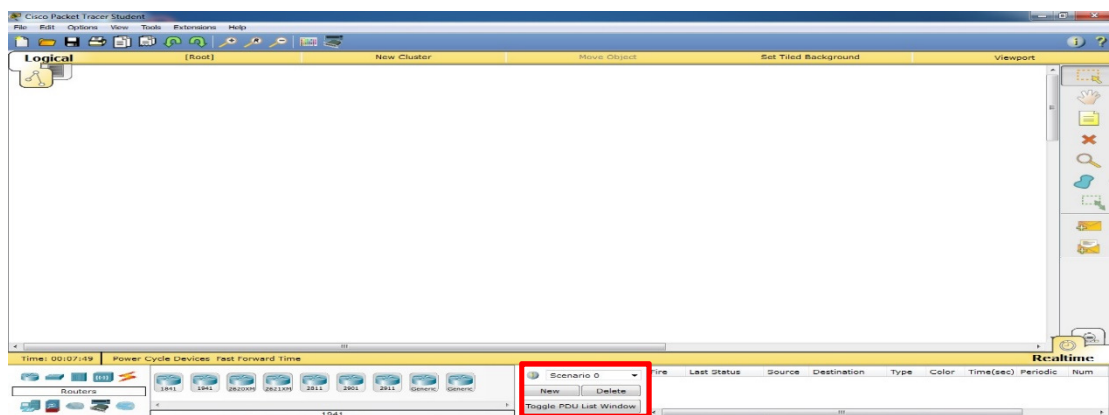 Cisco Packet Tracer Student
File Edit Options View Tools Extensions Help
Logical [Root] New Cluster Move Object Set Tiled Background Viewport
Time: 00:07:49 Power Cycle Devices Fast Forward Time Realtime
Scenario 0 Fire Last Status Source Destination Type Color Time(sec) Periodic Num
1841 1941 2620XM 2621XM 2811 2901 2911 Generic Generic
Routers New Delete
Toggle PDU List Window
1941